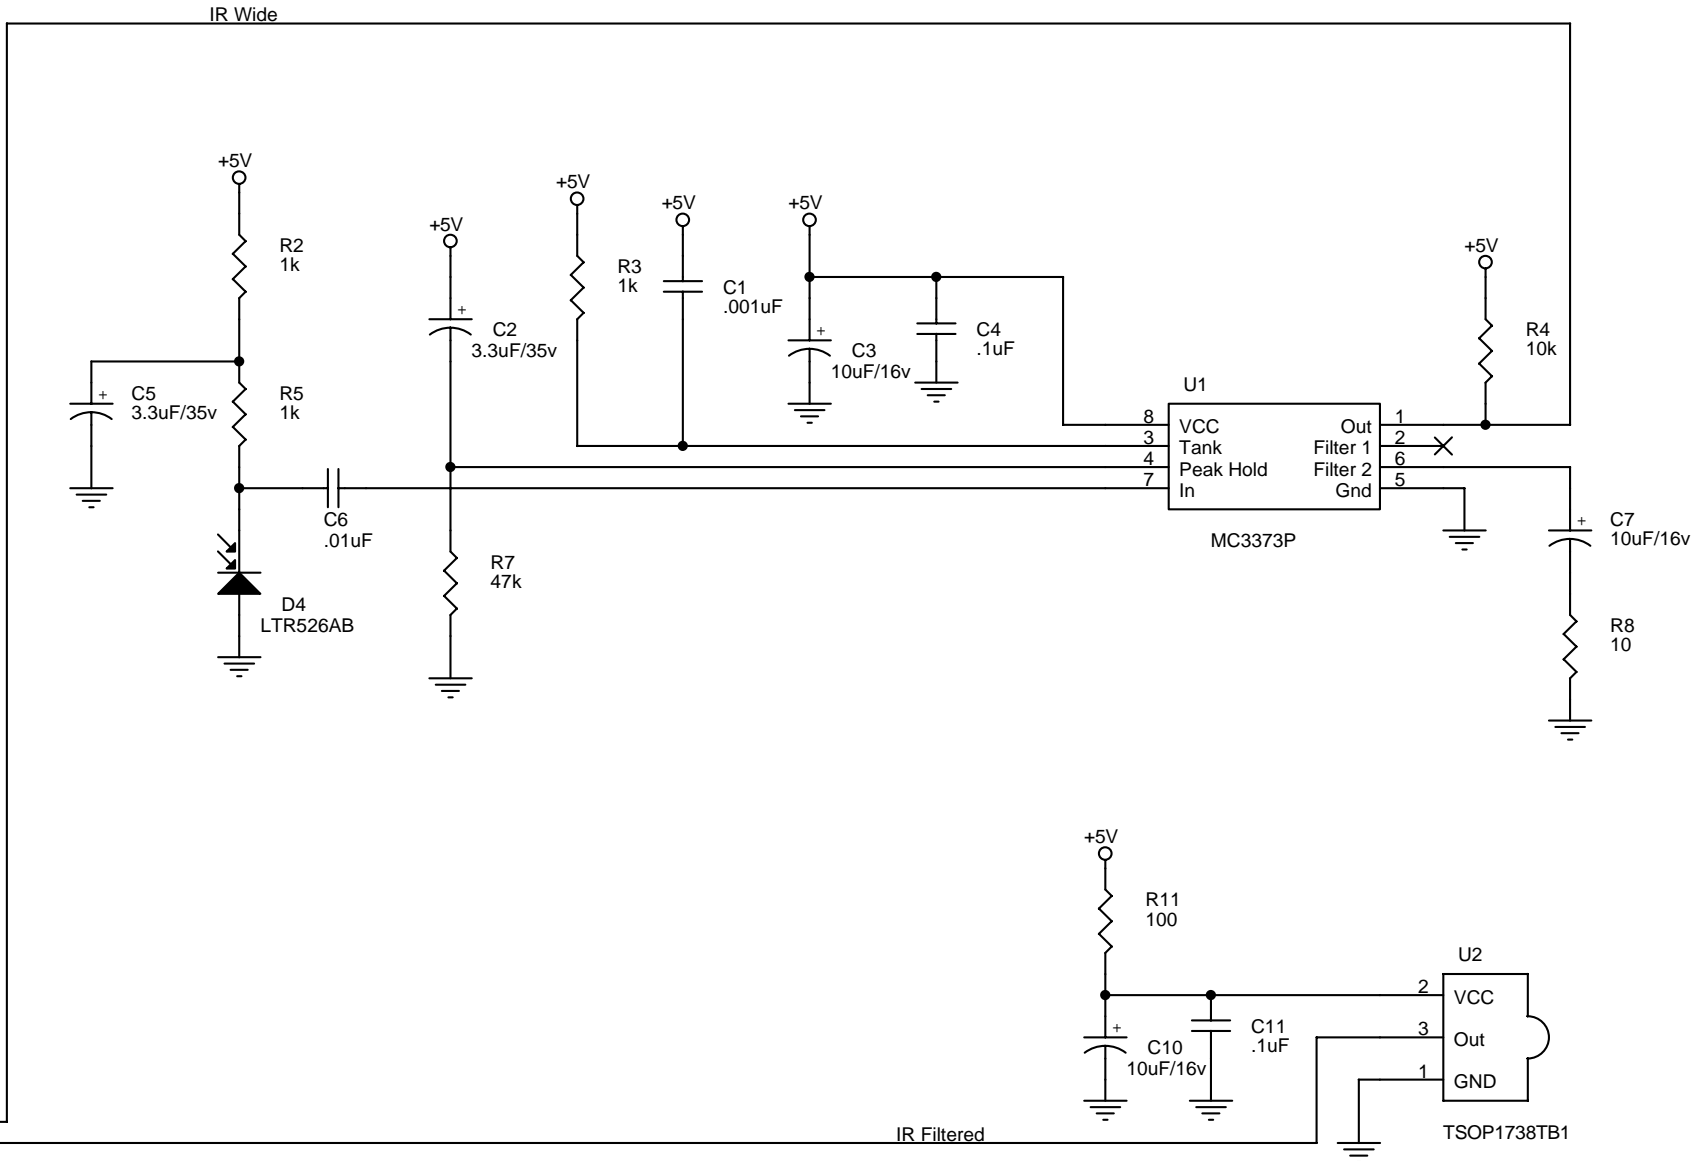 IR Wide
+5V
R2
1k
C5
3.3uF/35v
+
R5
1k
C6
.01uF
D4
LTR526AB
+5V
+
C2
3.3uF/35v
R7
47k
+5V
R3
1k
+5V
C1
.001uF
+5V
+
C3
10uF/16v
C4
.1uF
+5V
R4
10k
U1
8
VCC
3
Tank
4
Peak Hold
7
In
Out
1
Filter 1
2
Filter 2
6
Gnd
5
MC3373P
+
C7
10uF/16v
R8
10
+5V
R11
100
+
C10
10uF/16v
C11
.1uF
U2
2
VCC
3
Out
1
GND
TSOP1738TB1
IR Filtered